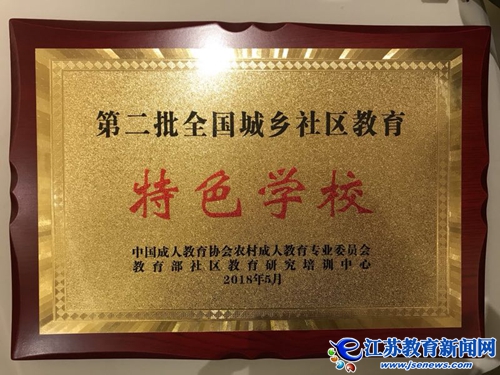 第二批全国城乡社区教育
特色学校
中国成人教育协会农村成人教育专业委员会
教育部社区教育研究培训中心
2018年5月
江苏教育新闻网
www.jsenews.com